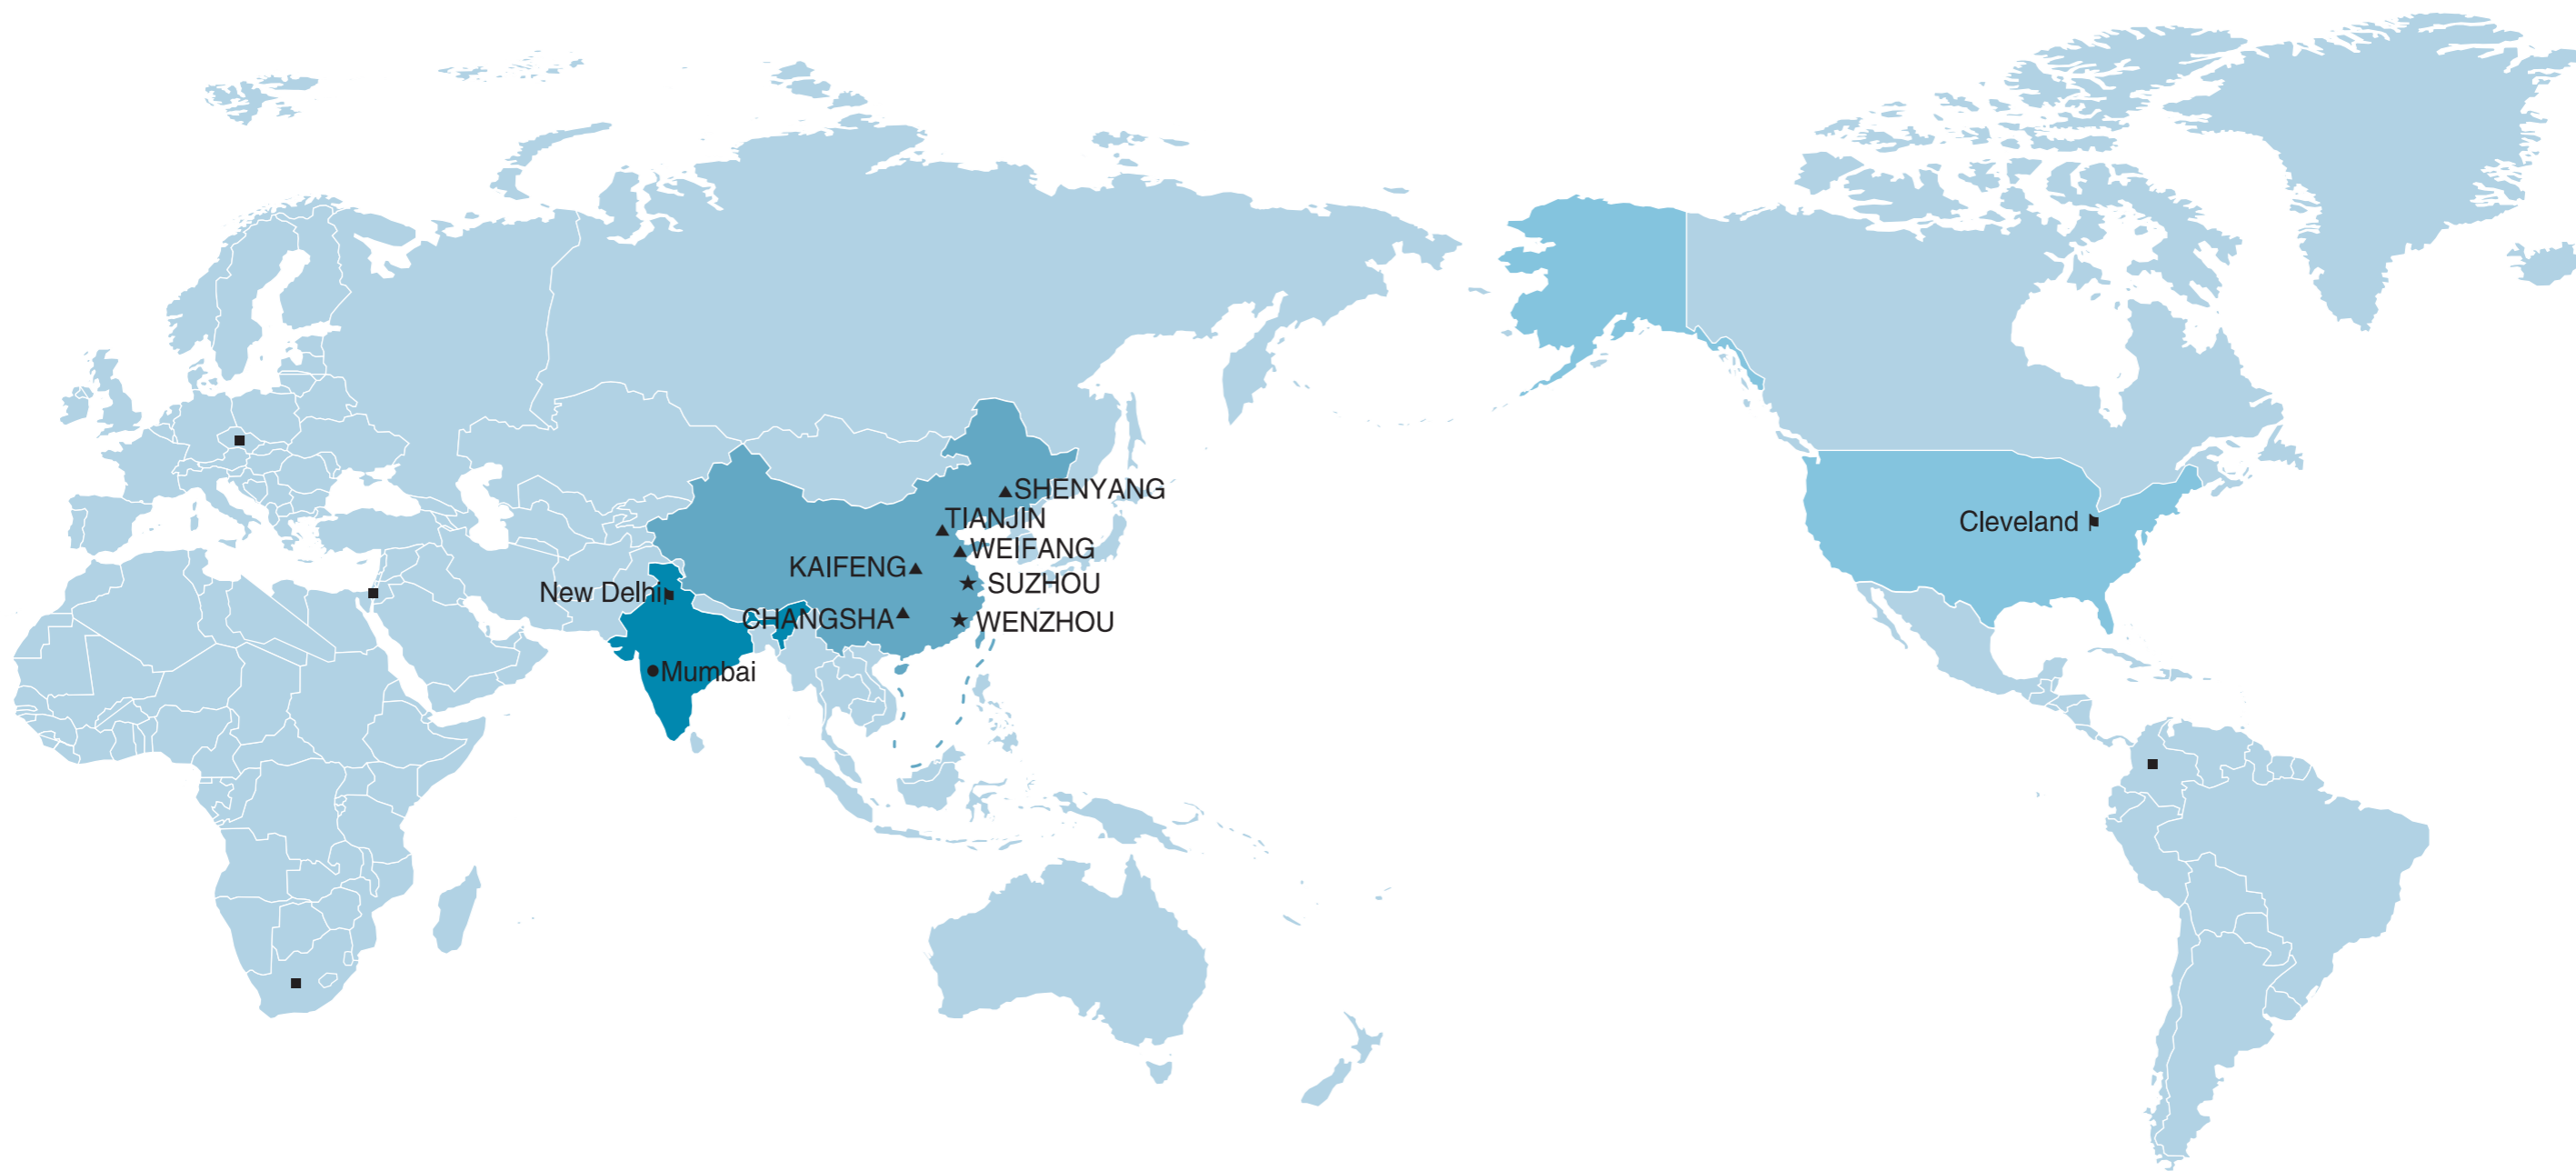 SHENYANG
TIANJIN
Cleveland
WEIFANG
KAIFENG
SUZHOU
New Delhi
CHANGSHA
WENZHOU
Mumbai